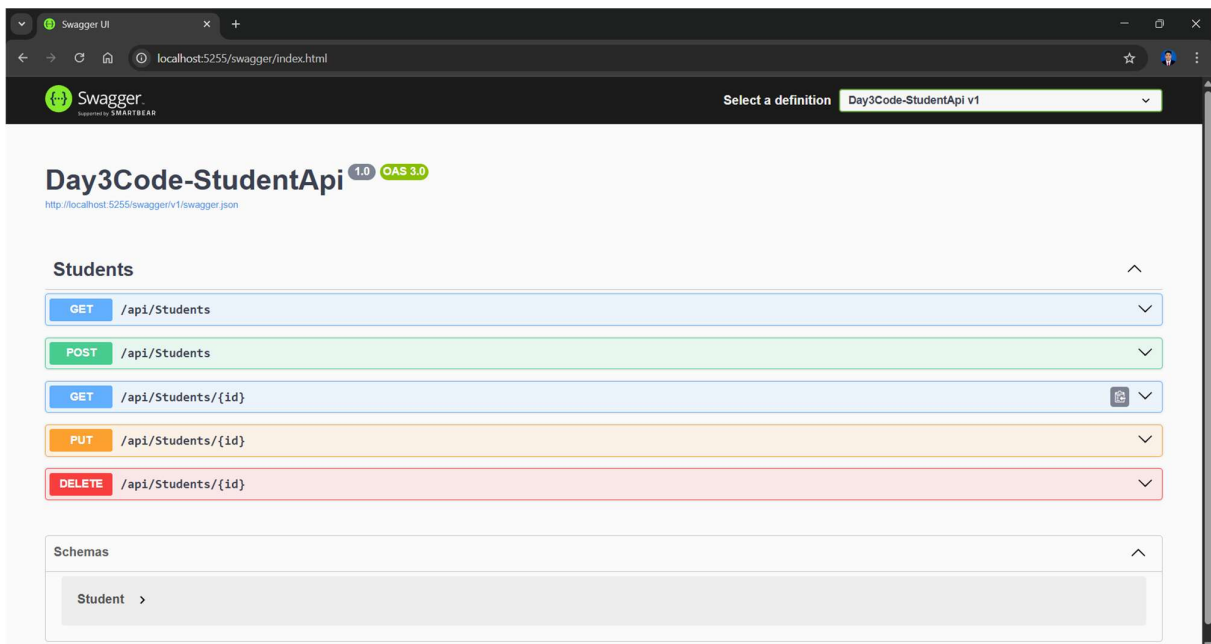 Swagger UI
localhost:5255/swagger/index.html
Swagger.
Supported by SMARTBEAR
Select a definition Day3Code-StudentApi v1
Day3Code-StudentApi 1.0 OAS 3.0
http://localhost:5255/swagger/v1/swagger.json
Students
GET /api/Students
POST /api/Students
GET /api/Students/{id}
PUT /api/Students/{id}
DELETE /api/Students/{id}
Schemas
Student